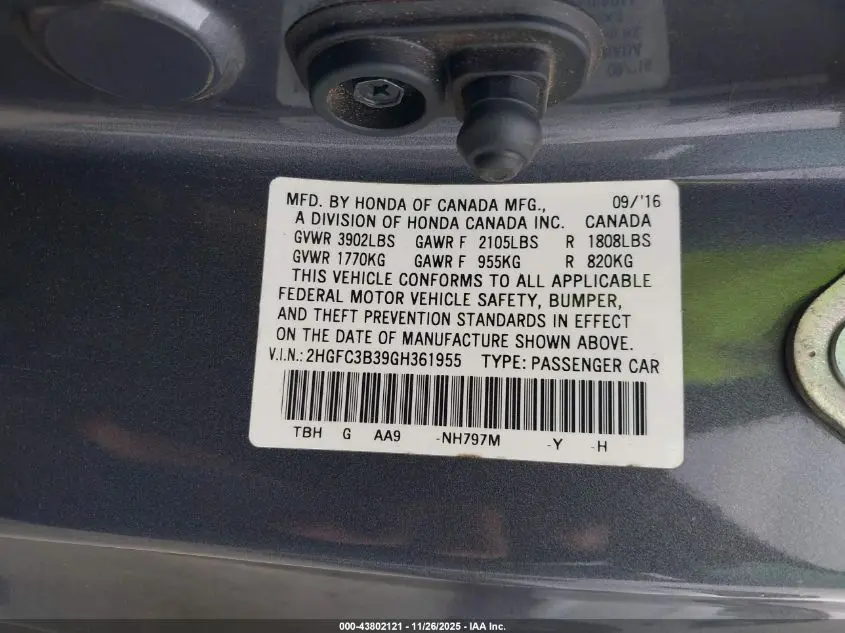 MFD. BY HONDA OF CANADA MFG., 09/'16
A DIVISION OF HONDA CANADA INC. CANADA
GVWR 3902LBS GAWR F 2105LBS R 1808LBS
GVWR 1770KG GAWR F 955KG R 820KG
THIS VEHICLE CONFORMS TO ALL APPLICABLE
FEDERAL MOTOR VEHICLE SAFETY, BUMPER,
AND THEFT PREVENTION STANDARDS IN EFFECT
ON THE DATE OF MANUFACTURE SHOWN ABOVE.
V.I.N.: 2HGFC3B39GH361955 TYPE: PASSENGER CAR
TBH G AA9 -NH797M -Y -H
000-43802121 - 11/26/2025 - IAA Inc.